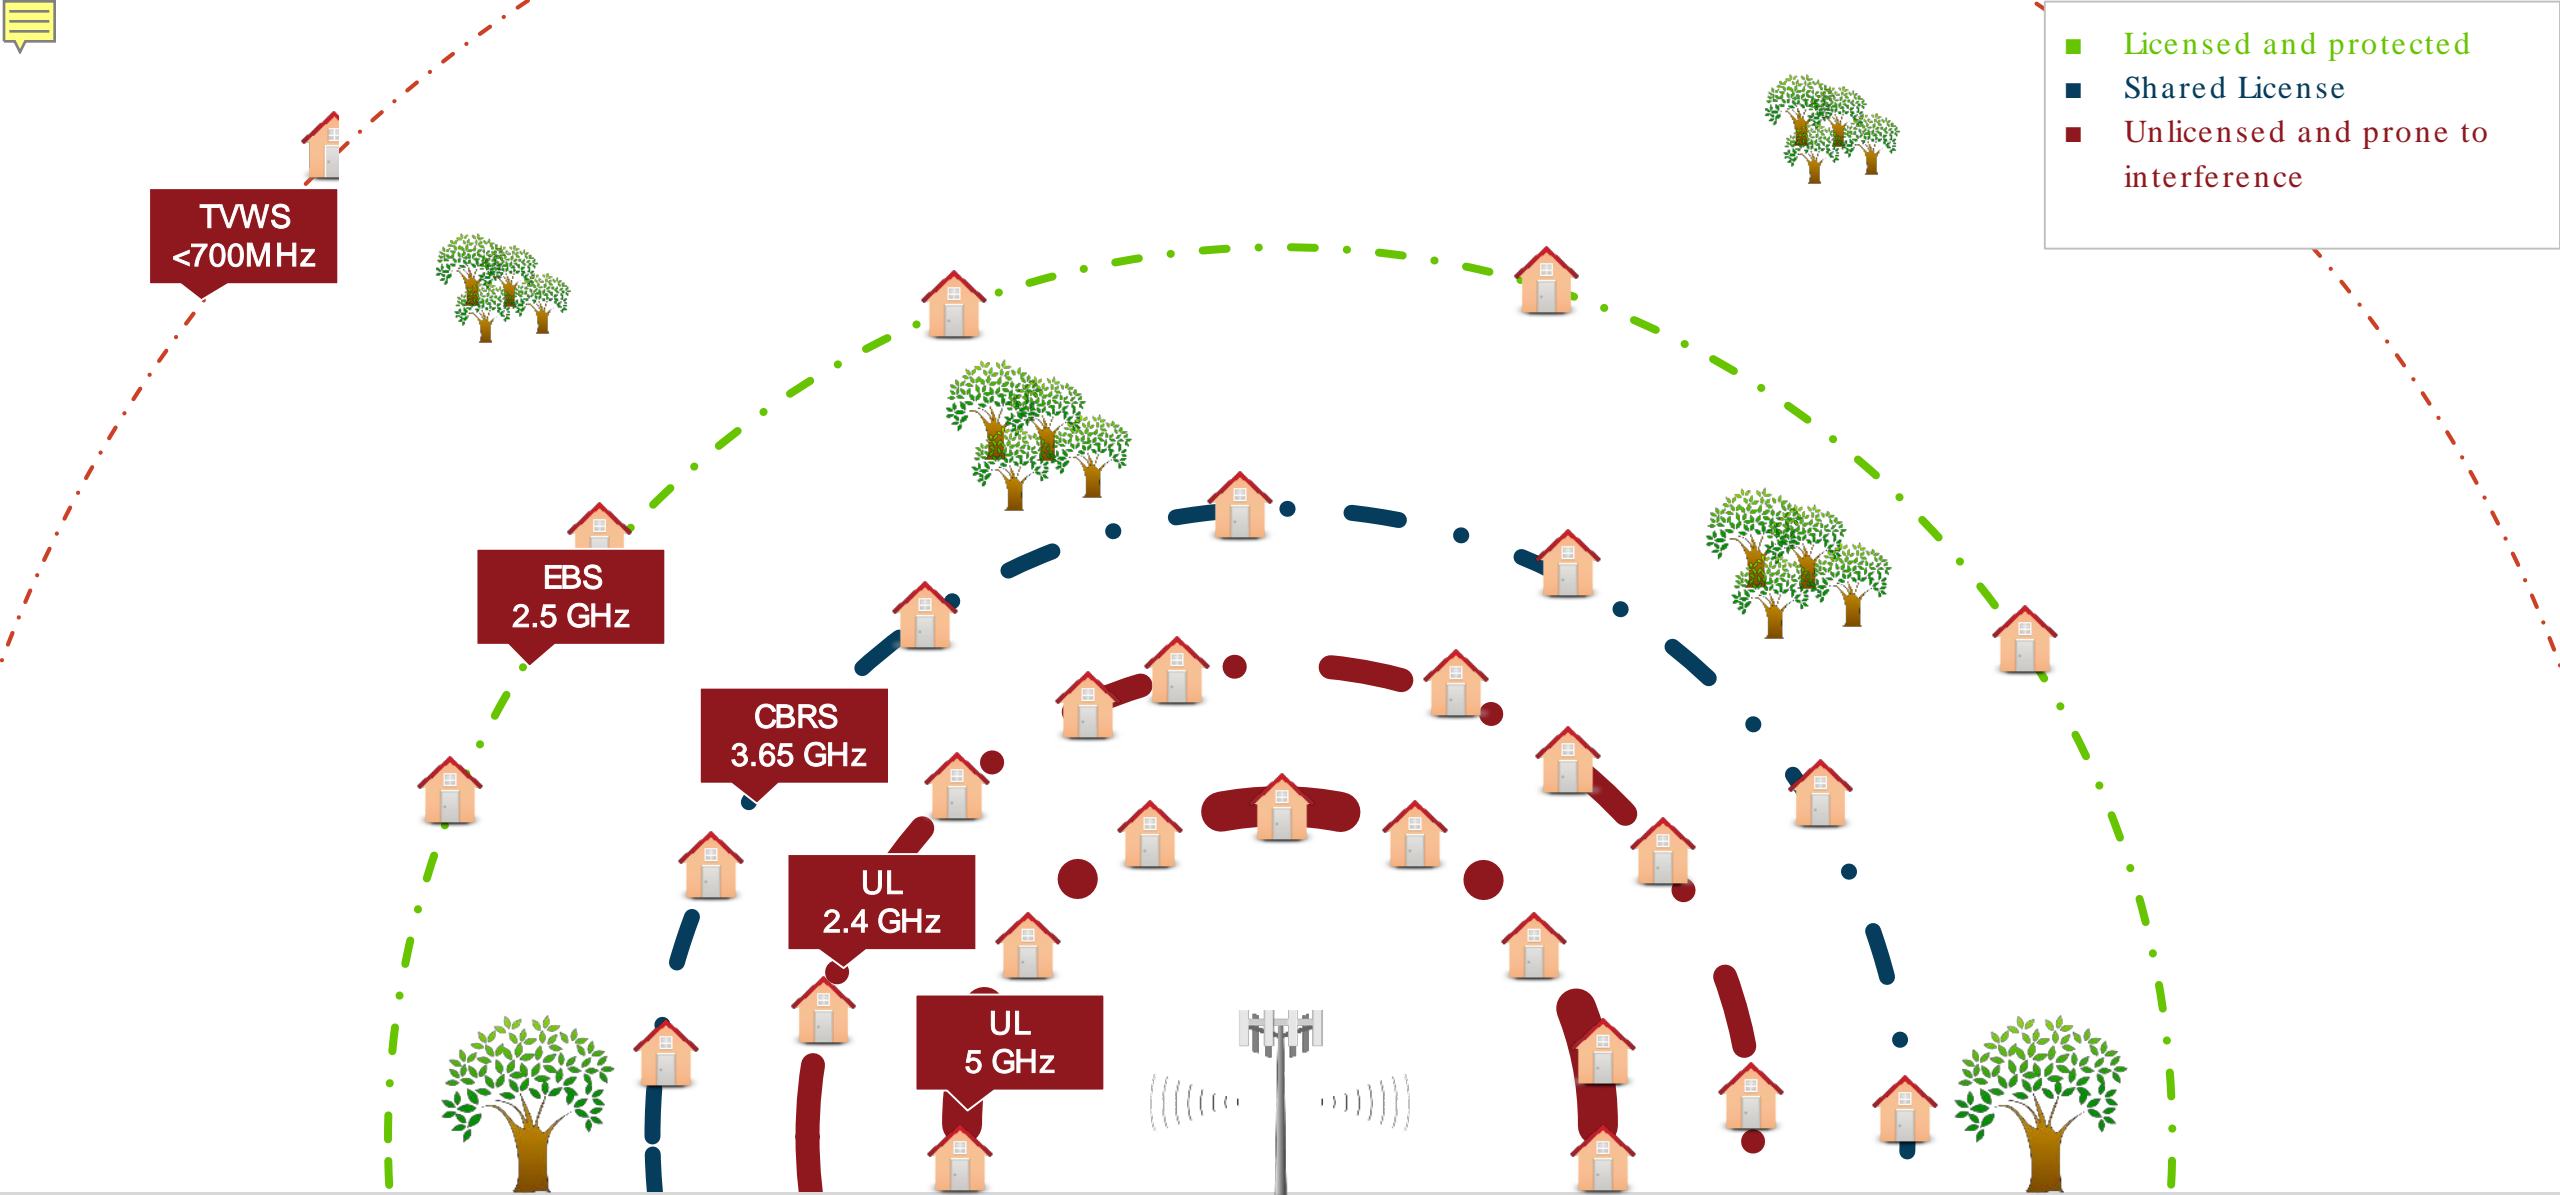 Licensed and protected
Shared License
Unlicensed and prone to
interference
TVWS
<700MHz
EBS
2.5 GHz
CBRS
3.65 GHz
UL
2.4 GHz
UL
5 GHz